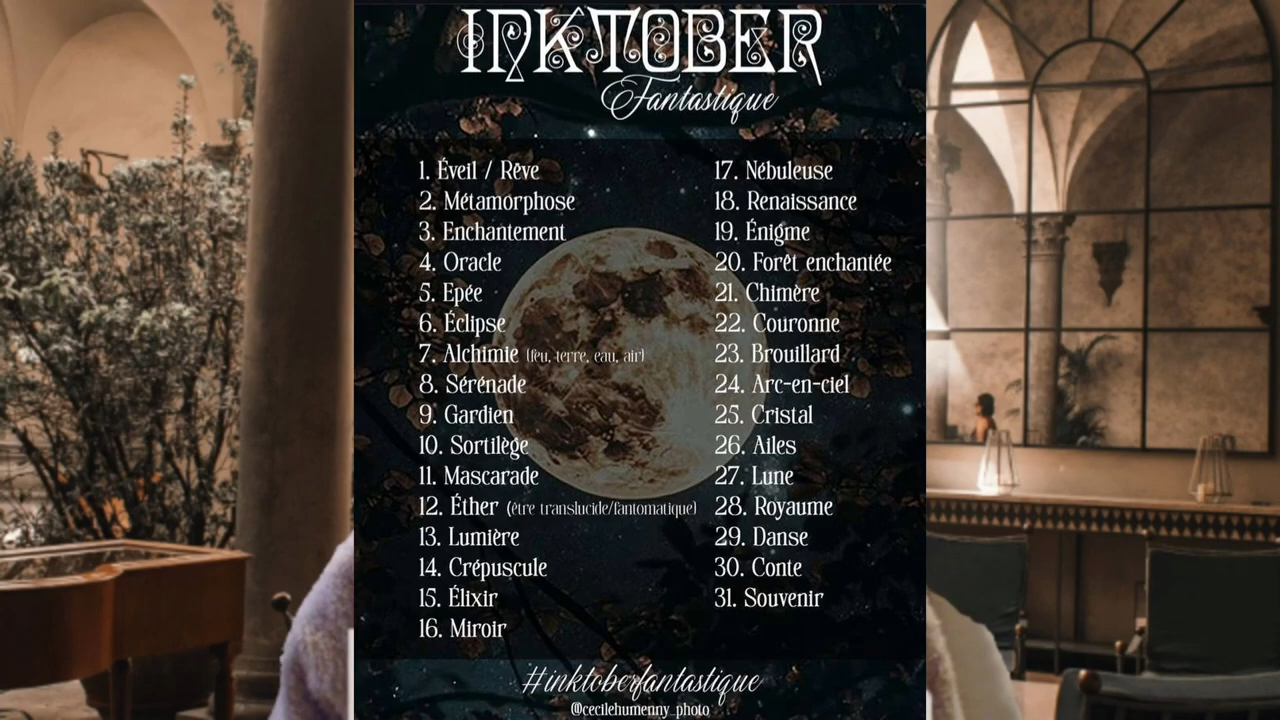 INKTOBER
Fantastique
1. Éveil / Rêve
2. Métamorphose
3. Enchantement
4. Oracle
5. Epée
6. Éclipse
7. Alchimie (feu, terre, eau, air)
8. Sérénade
9. Gardien
10. Sortilège
11. Mascarade
12. Éther (être translucide/fantomatique)
13. Lumière
14. Crépuscule
15. Élixir
16. Miroir
17. Nébuleuse
18. Renaissance
19. Énigme
20. Forêt enchantée
21. Chimère
22. Couronne
23. Brouillard
24. Arc-en-ciel
25. Cristal
26. Ailes
27. Lune
28. Royaume
29. Danse
30. Conte
31. Souvenir
#inktoberfantastique
@cecilehumenny_photo